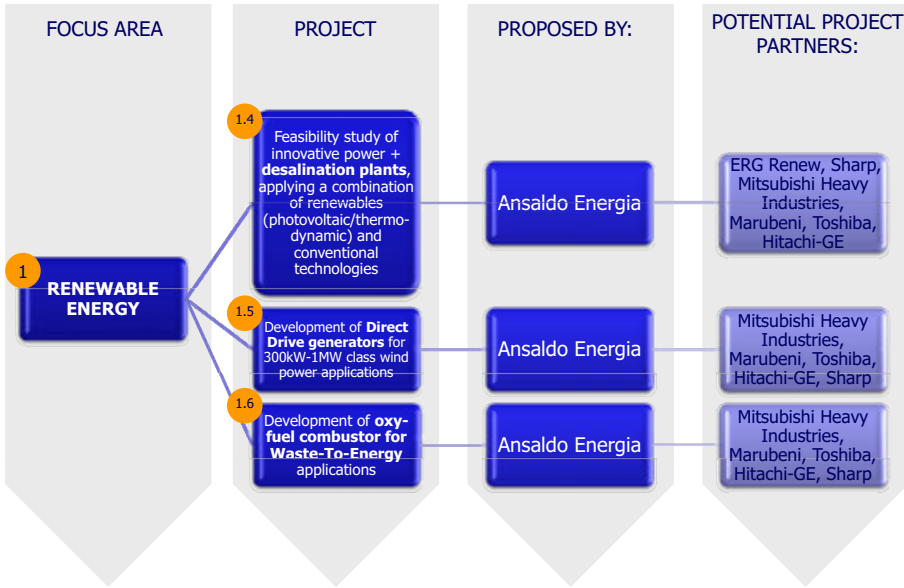 FOCUS AREA
PROJECT
PROPOSED BY:
POTENTIAL PROJECT
PARTNERS:
1
RENEWABLE
ENERGY
1.4
Feasibility study of
innovative power +
desalination plants,
applying a combination
of renewables
(photovoltaic/thermo-
dynamic) and
conventional
technologies
Ansaldo Energia
ERG Renew, Sharp,
Mitsubishi Heavy
Industries,
Marubeni, Toshiba,
Hitachi-GE
1.5
Development of Direct
Drive generators for
300kW-1MW class wind
power applications
Ansaldo Energia
Mitsubishi Heavy
Industries,
Marubeni, Toshiba,
Hitachi-GE, Sharp
1.6
Development of oxy-
fuel combustor for
Waste-To-Energy
applications
Ansaldo Energia
Mitsubishi Heavy
Industries,
Marubeni, Toshiba,
Hitachi-GE, Sharp